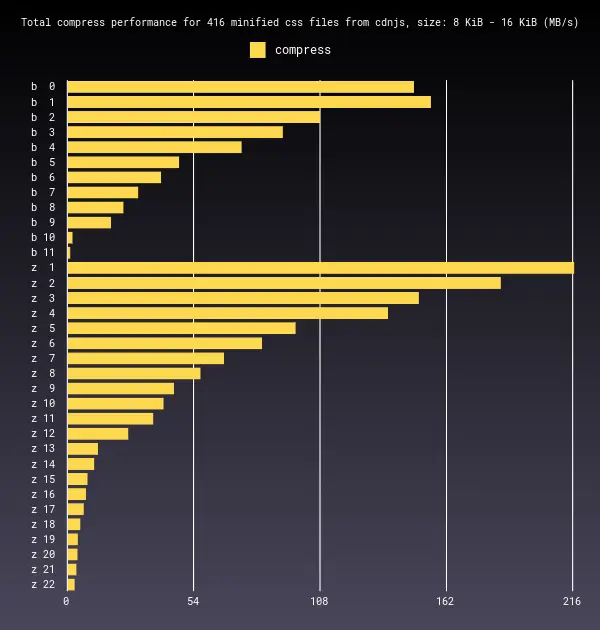 Total compress performance for 416 minified css files from cdnjs, size: 8 KiB - 16 KiB (MB/s)
compress
b 0
b 1
b 2
b 3
b 4
b 5
b 6
b 7
b 8
b 9
b 10
b 11
z 1
z 2
z 3
z 4
z 5
z 6
z 7
z 8
z 9
z 10
z 11
z 12
z 13
z 14
z 15
z 16
z 17
z 18
z 19
z 20
z 21
z 22
0 54 108 162 216